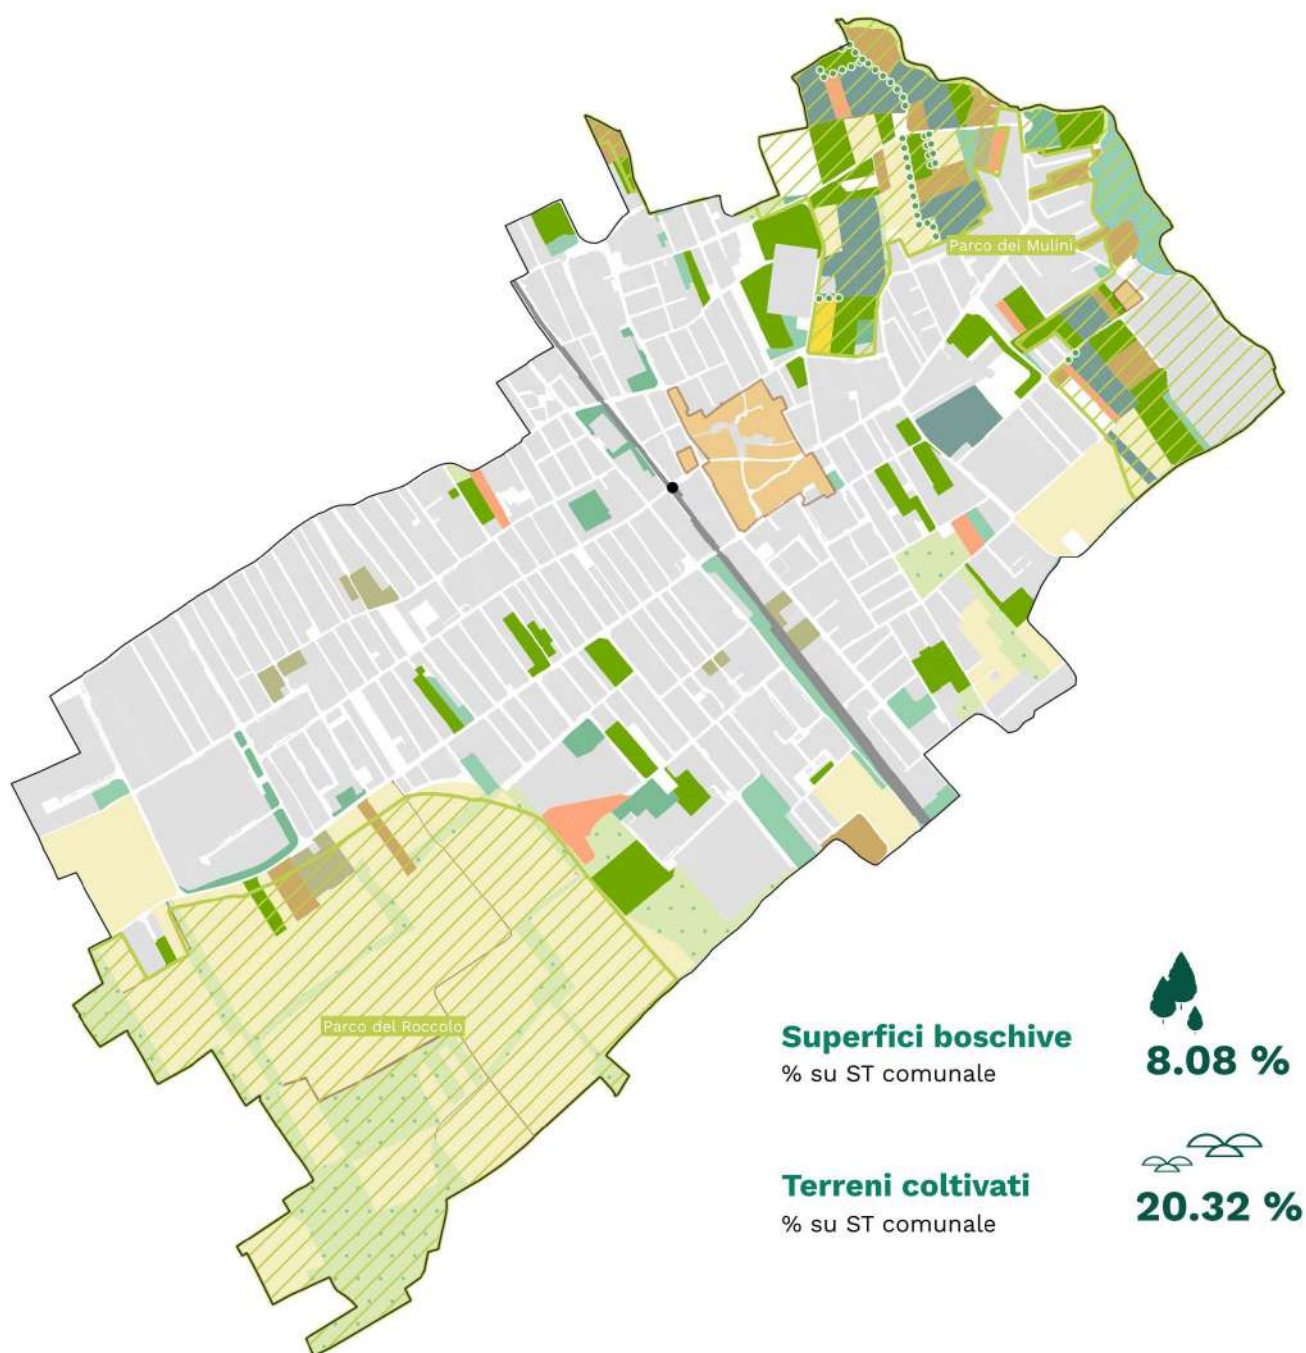 Parco dei Mulini
Parco del Roccolo
Superfici boschive
% su ST comunale
8.08 %
Terreni coltivati
% su ST comunale
20.32 %